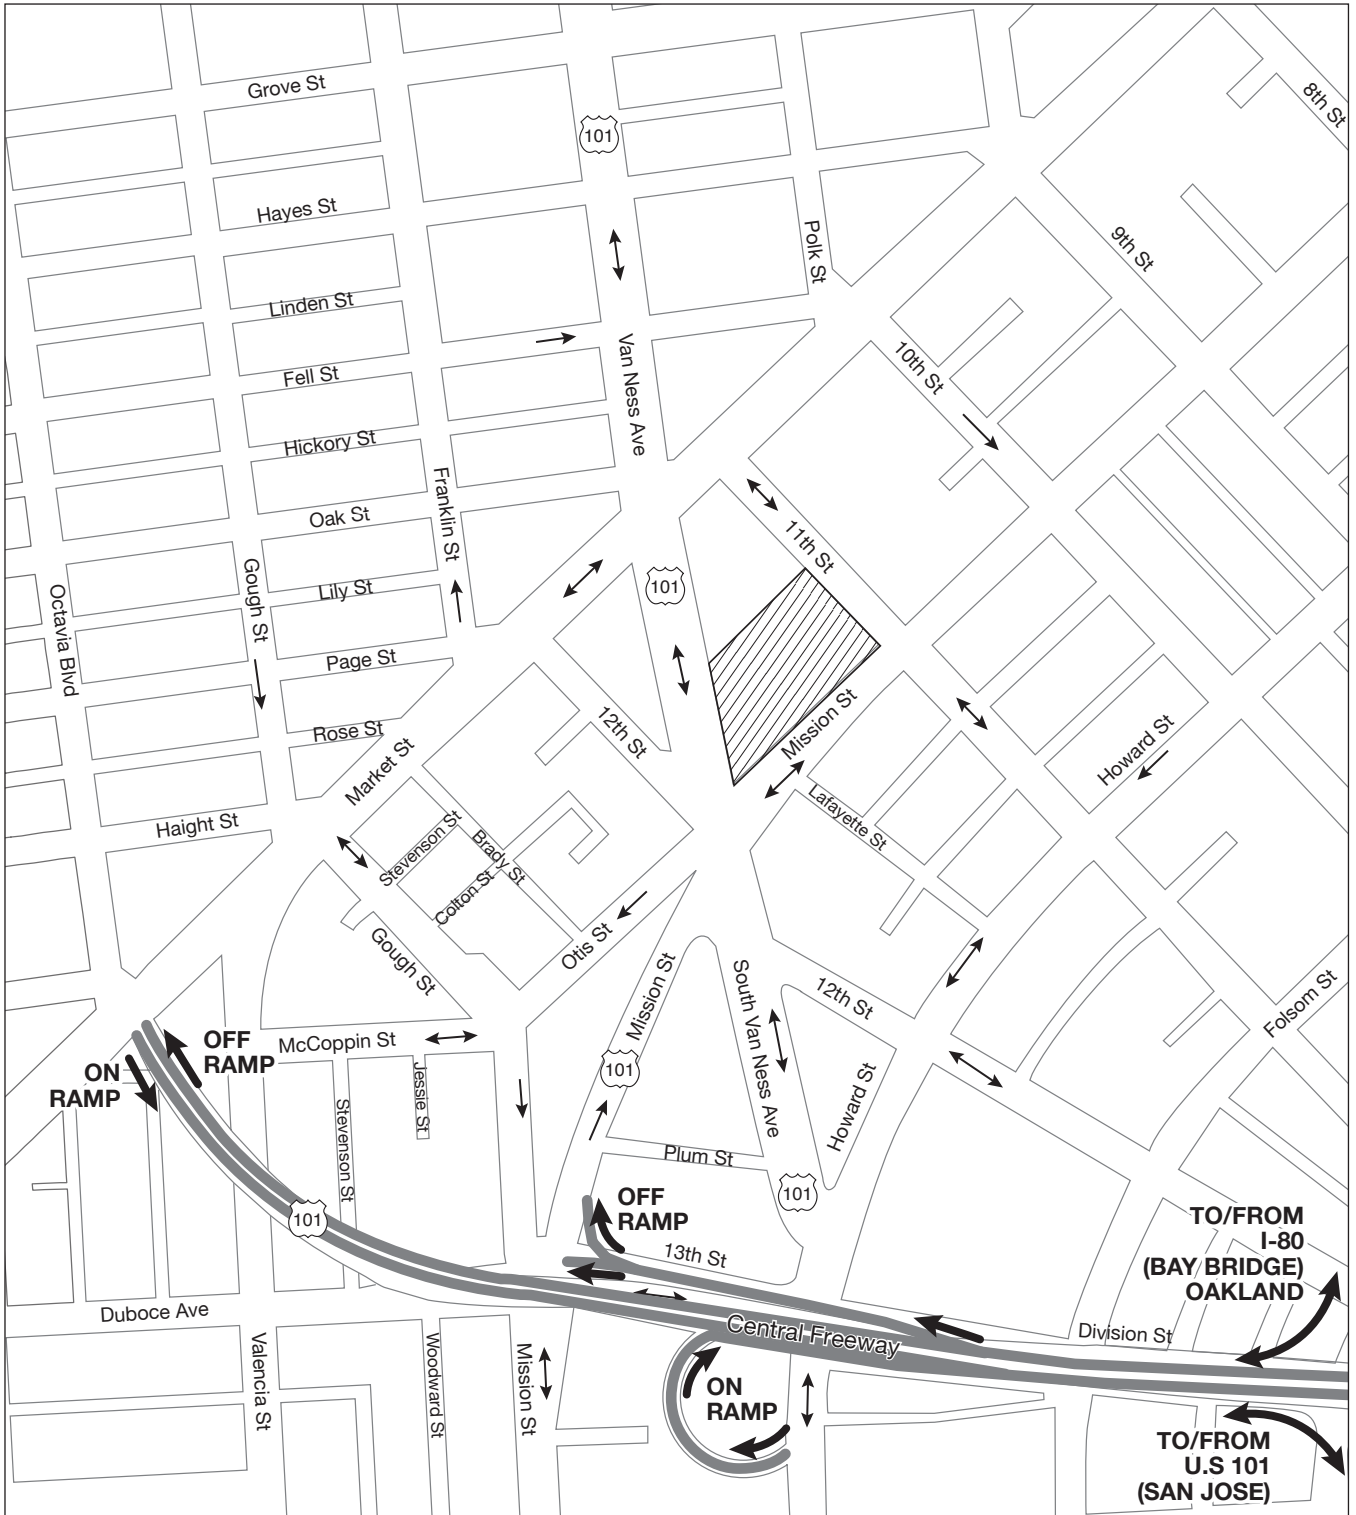 Grove St
8th St
101
Hayes St
Polk St
9th St
Linden St
Van Ness Ave
10th St
Fell St
Hickory St
Franklin St
Oak St
11th St
Gough St
101
Octavia Blvd
Lily St
Page St
Rose St
12th St
Mission St
Market St
Howard St
Haight St
Stevenson St
Brady St
Lafayette St
Colton St
Otis St
Gough St
Mission St
South Van Ness Ave
12th St
Folsom St
OFF
RAMP
McCoppin St
ON
RAMP
101
Jessie St
Stevenson St
Howard St
Plum St
101
OFF
RAMP
101
13th St
TO/FROM
I-80
(BAY BRIDGE)
OAKLAND
Duboce Ave
Central Freeway
Division St
Valencia St
Woodward St
Mission St
ON
RAMP
TO/FROM
U.S 101
(SAN JOSE)